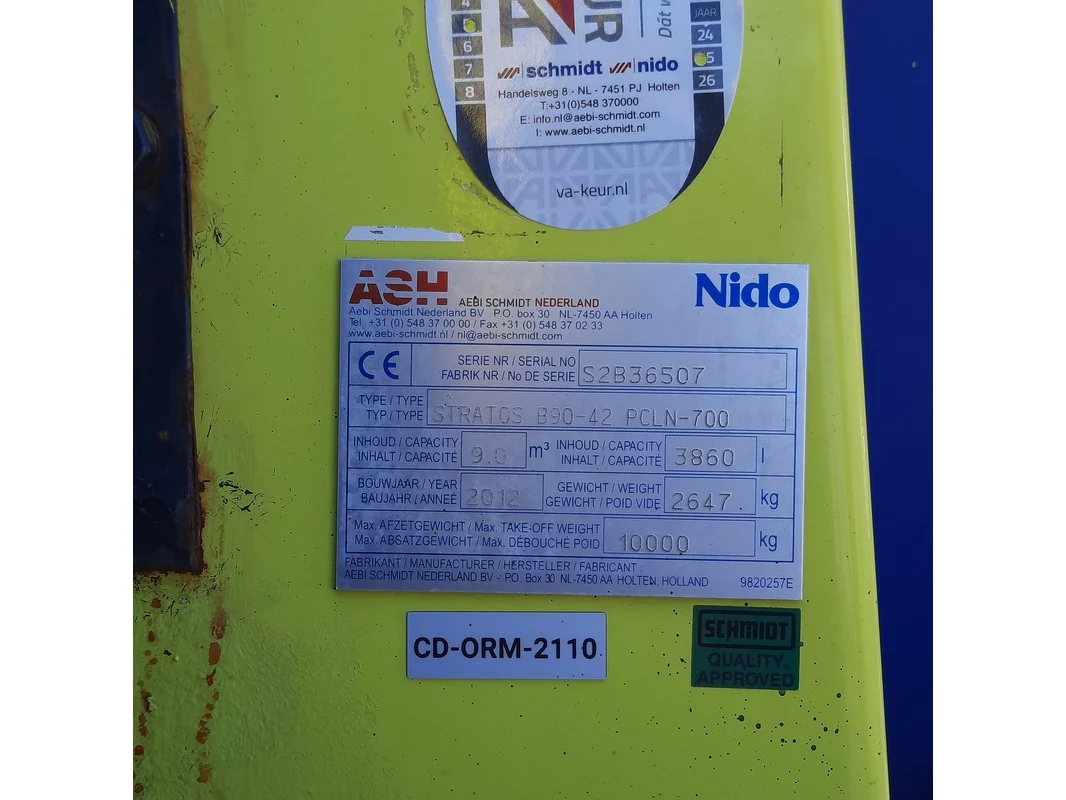 4
5
6
7
8
UR
Dát v
JAAR
24
25
26
schmidt nido
Handelsweg 8 - NL - 7451 PJ Holten
T:+31(0)548 370000
E: info.nl@aebi-schmidt.com
I: www.aebi-schmidt.nl
va-keur.nl
ASH AEBI SCHMIDT NEDERLAND Nido
Aebi Schmidt Nederland BV P.O. box 30 NL-7450 AA Holten
Tel. +31 (0) 548 37 00 00 / Fax +31 (0) 548 37 02 33
www.aebi-schmidt.nl / nl@aebi-schmidt.com
CE
SERIE NR / SERIAL NO
FABRIK NR / No DE SERIE S2B36507
TYPE / TYPE
TYP / TYPE STRATOS B90-42 PCLN-700
INHOUD / CAPACITY
INHALT / CAPACITÉ 9.0 m³
INHOUD / CAPACITY
INHALT / CAPACITÉ 3860 l
BOUWJAAR / YEAR
BAUJAHR / ANNÉE 2012
GEWICHT / WEIGHT
GEWICHT / POID VIDE 2647. kg
Max. AFZETGEWICHT / Max. TAKE-OFF WEIGHT
Max. ABSATZGEWICH / Max. DÉBOUCHÉ POID 10000 kg
FABRIKANT / MANUFACTURER / HERSTELLER / FABRICANT :
AEBI SCHMIDT NEDERLAND BV - PO. Box 30 NL-7450 AA HOLTEN, HOLLAND 9820257E
CD-ORM-2110
SCHMIDT
QUALITY
APPROVED